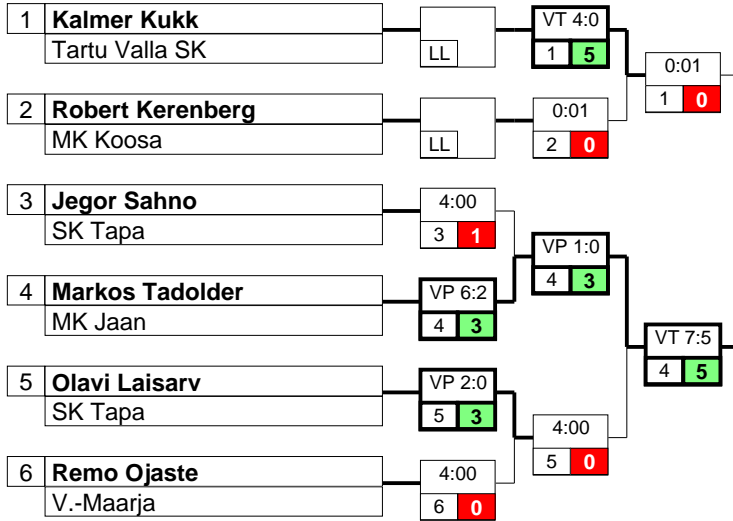 1 Kalmer Kukk
Tartu Valla SK
LL
VT 4:0
1 5
0:01
1 0
2 Robert Kerenberg
MK Koosa
LL
0:01
2 0
3 Jegor Sahno
SK Tapa
4:00
3 1
VP 1:0
4 3
4 Markos Tadolder
MK Jaan
VP 6:2
4 3
VT 7:5
4 5
5 Olavi Laisarv
SK Tapa
VP 2:0
5 3
4:00
5 0
6 Remo Ojaste
V.-Maarja
4:00
6 0